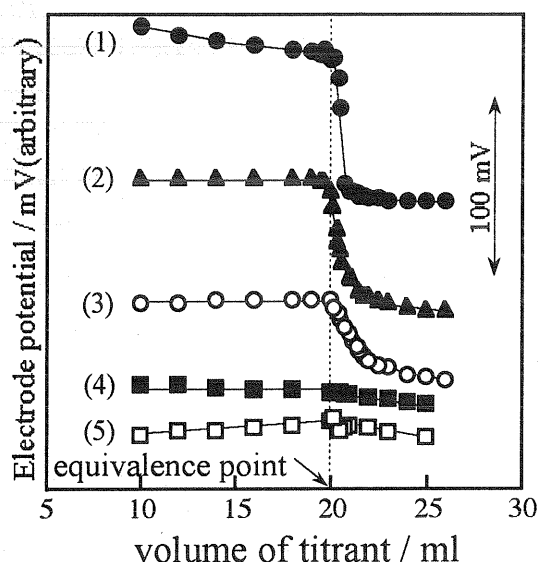 Electrode potential / mV(arbitrary)
(1)
(2)
(3)
(4)
(5)
100 mV
equivalence point
5
10
15
20
25
30
volume of titrant / ml